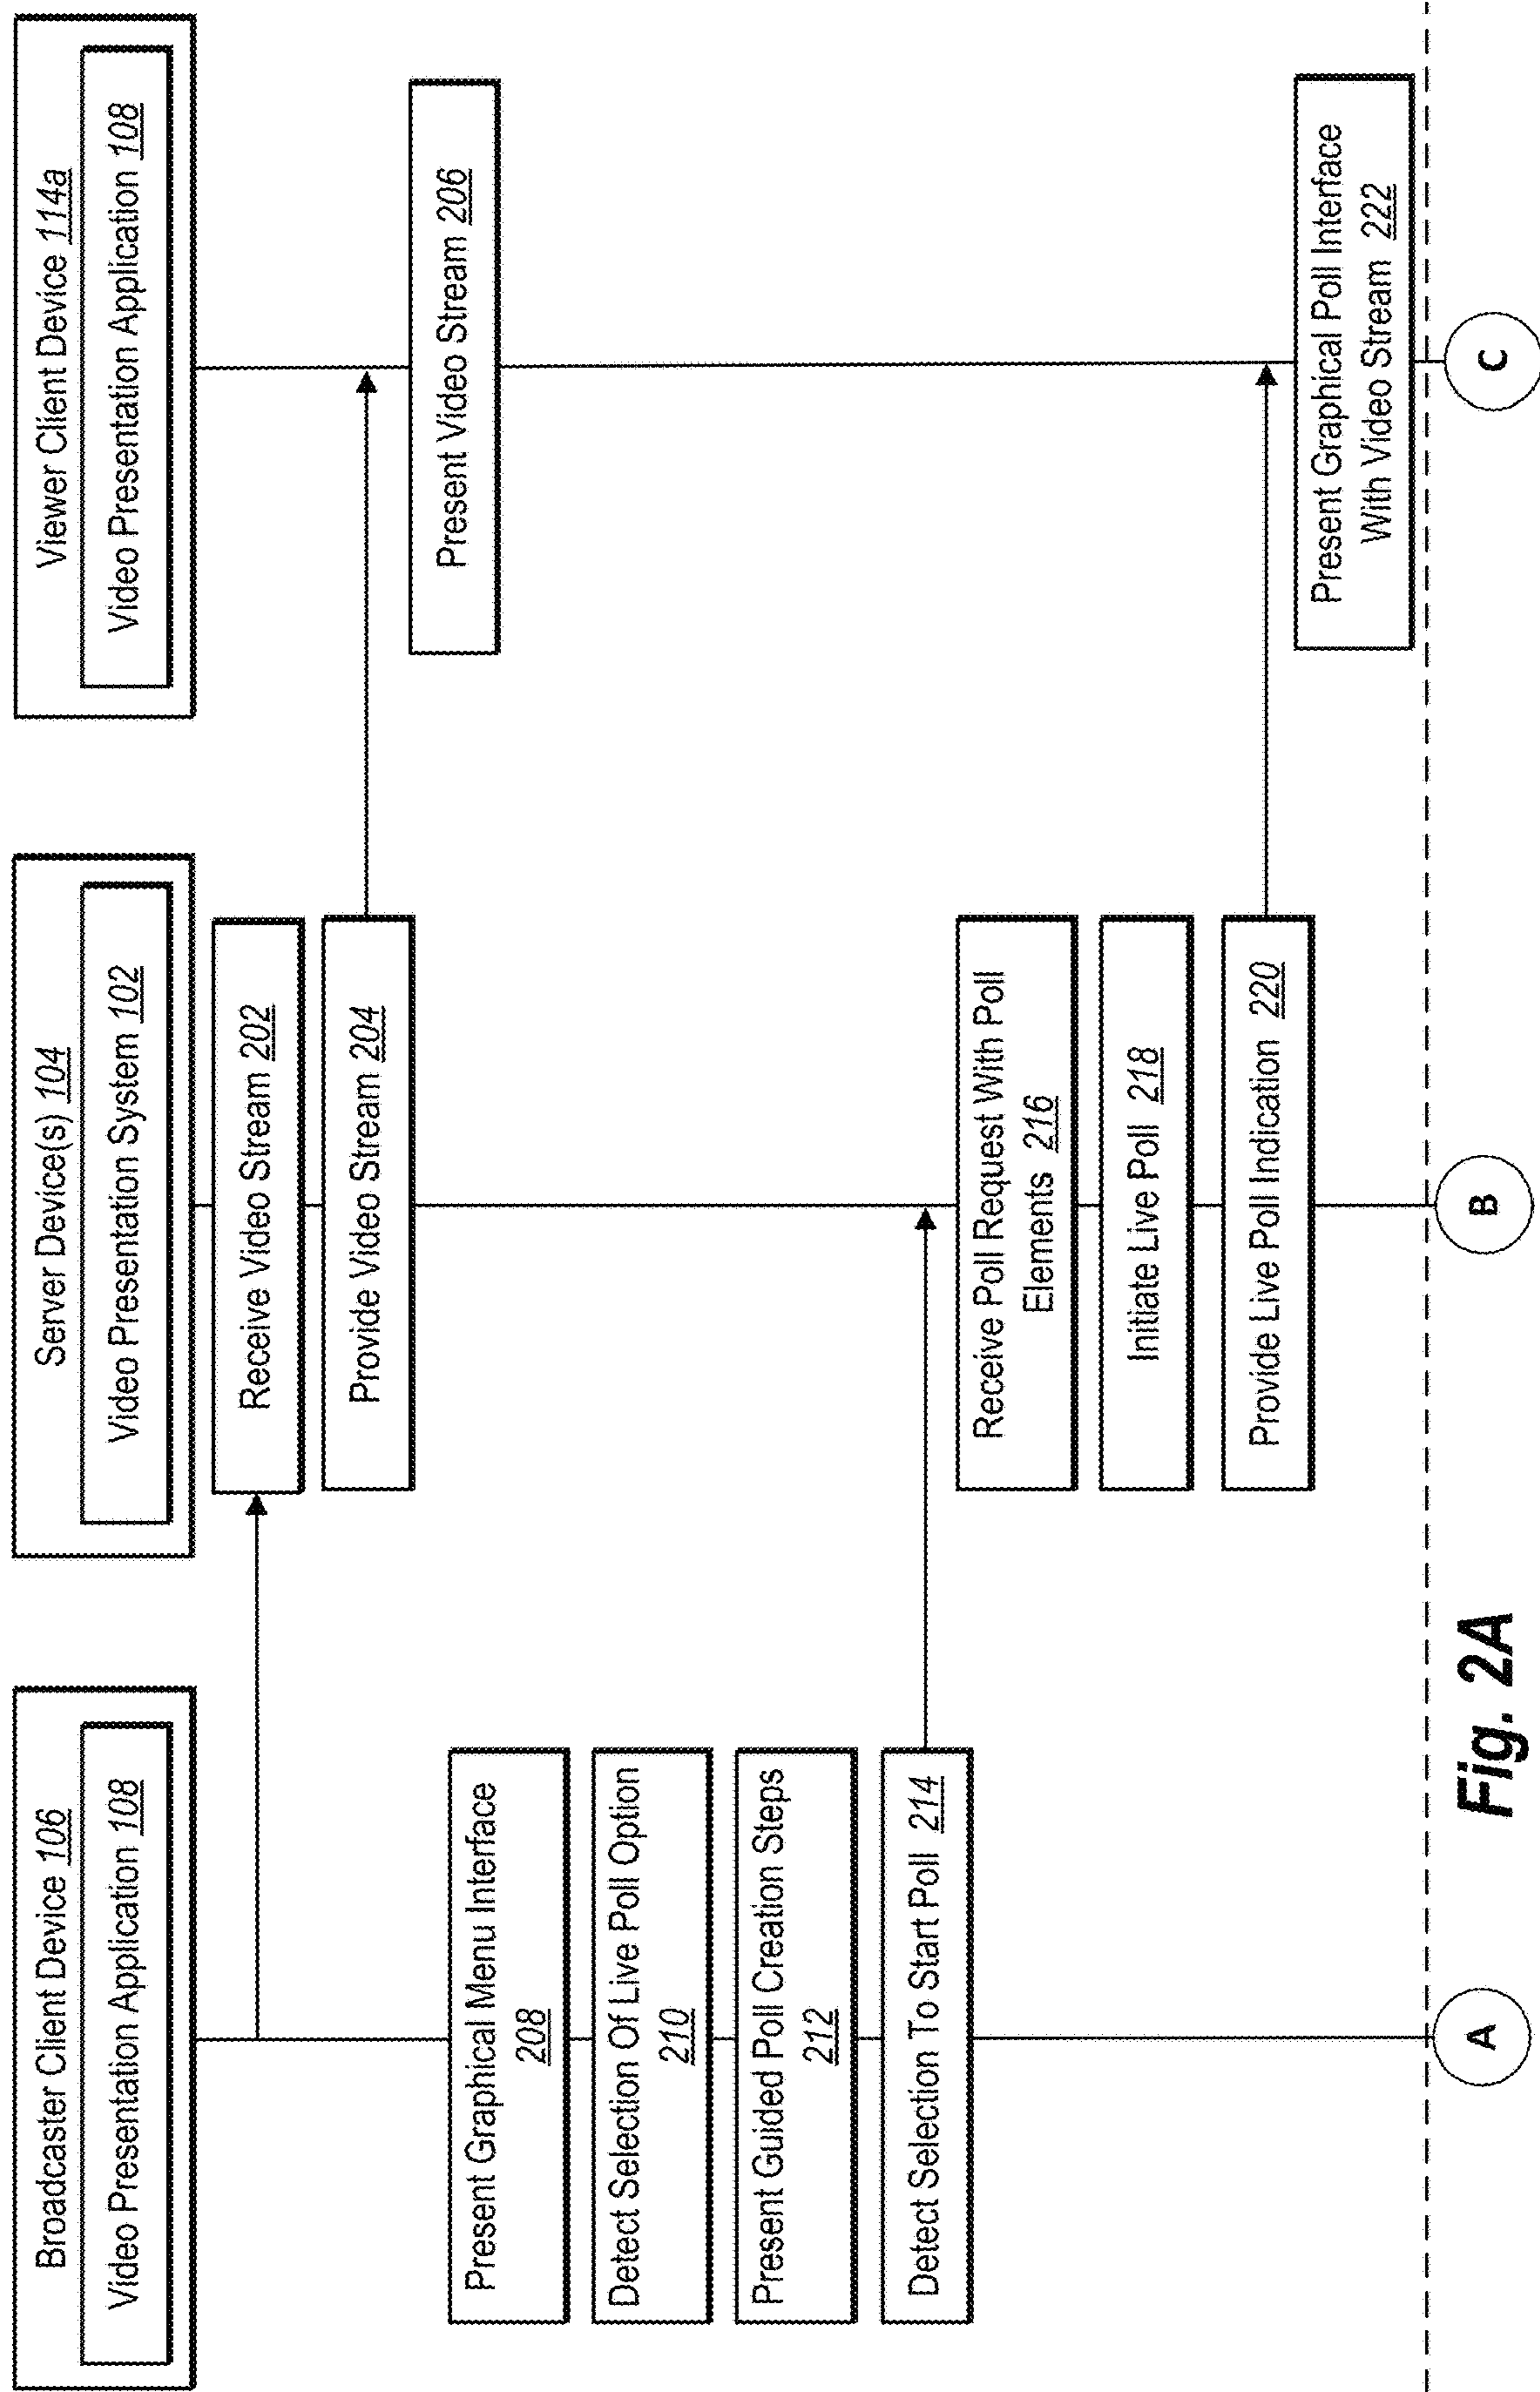 Broadcaster Client Device 106
Video Presentation Application 108
Server Device(s) 104
Video Presentation System 102
Viewer Client Device 114a
Video Presentation Application 108
Receive Video Stream 202
Provide Video Stream 204
Present Video Stream 206
Present Graphical Menu Interface
208
Detect Selection Of Live Poll Option
210
Present Guided Poll Creation Steps
212
Detect Selection To Start Poll 214
Receive Poll Request With Poll
Elements 216
Initiate Live Poll 218
Provide Live Poll Indication 220
Present Graphical Poll Interface
With Video Stream 222
A
B
C
Fig. 2A